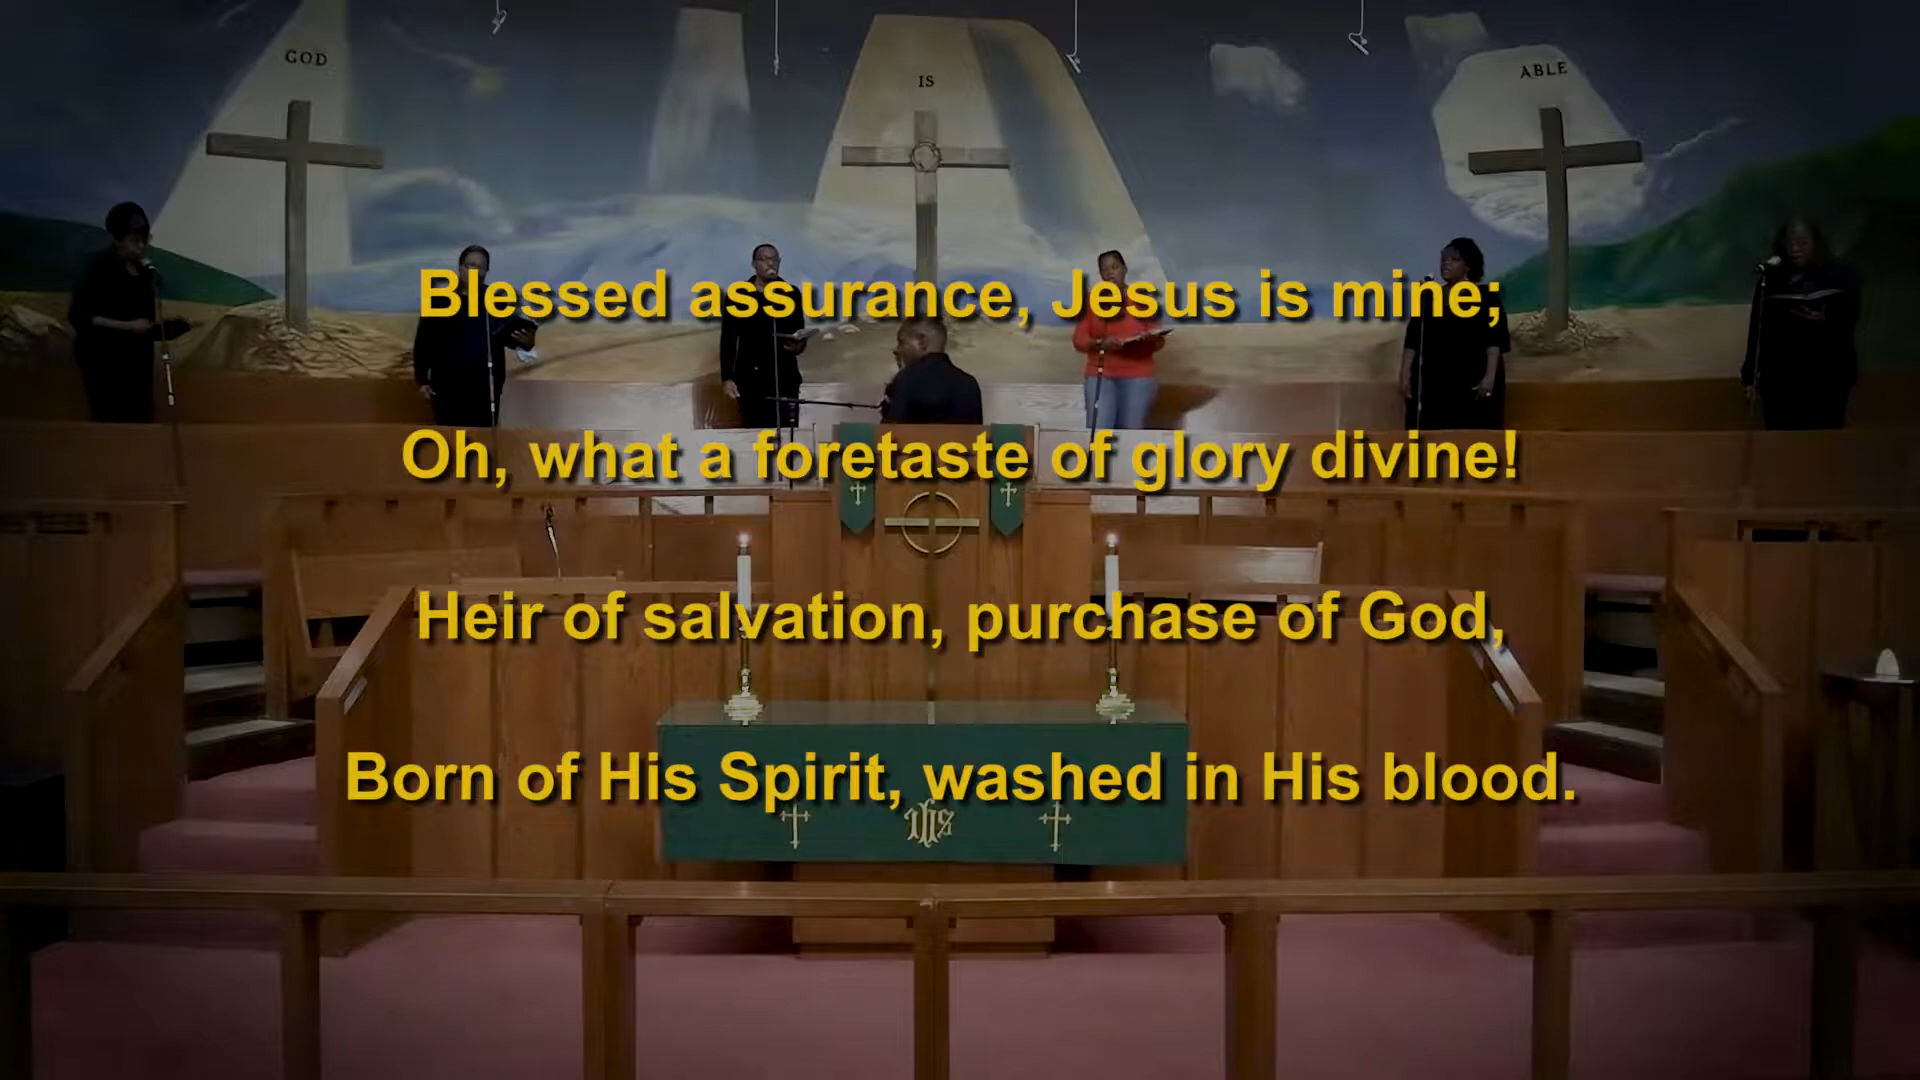 GOD
IS
ABLE
Blessed assurance, Jesus is mine;
Oh, what a foretaste of glory divine!
Heir of salvation, purchase of God,
Born of His Spirit, washed in His blood.
IHS